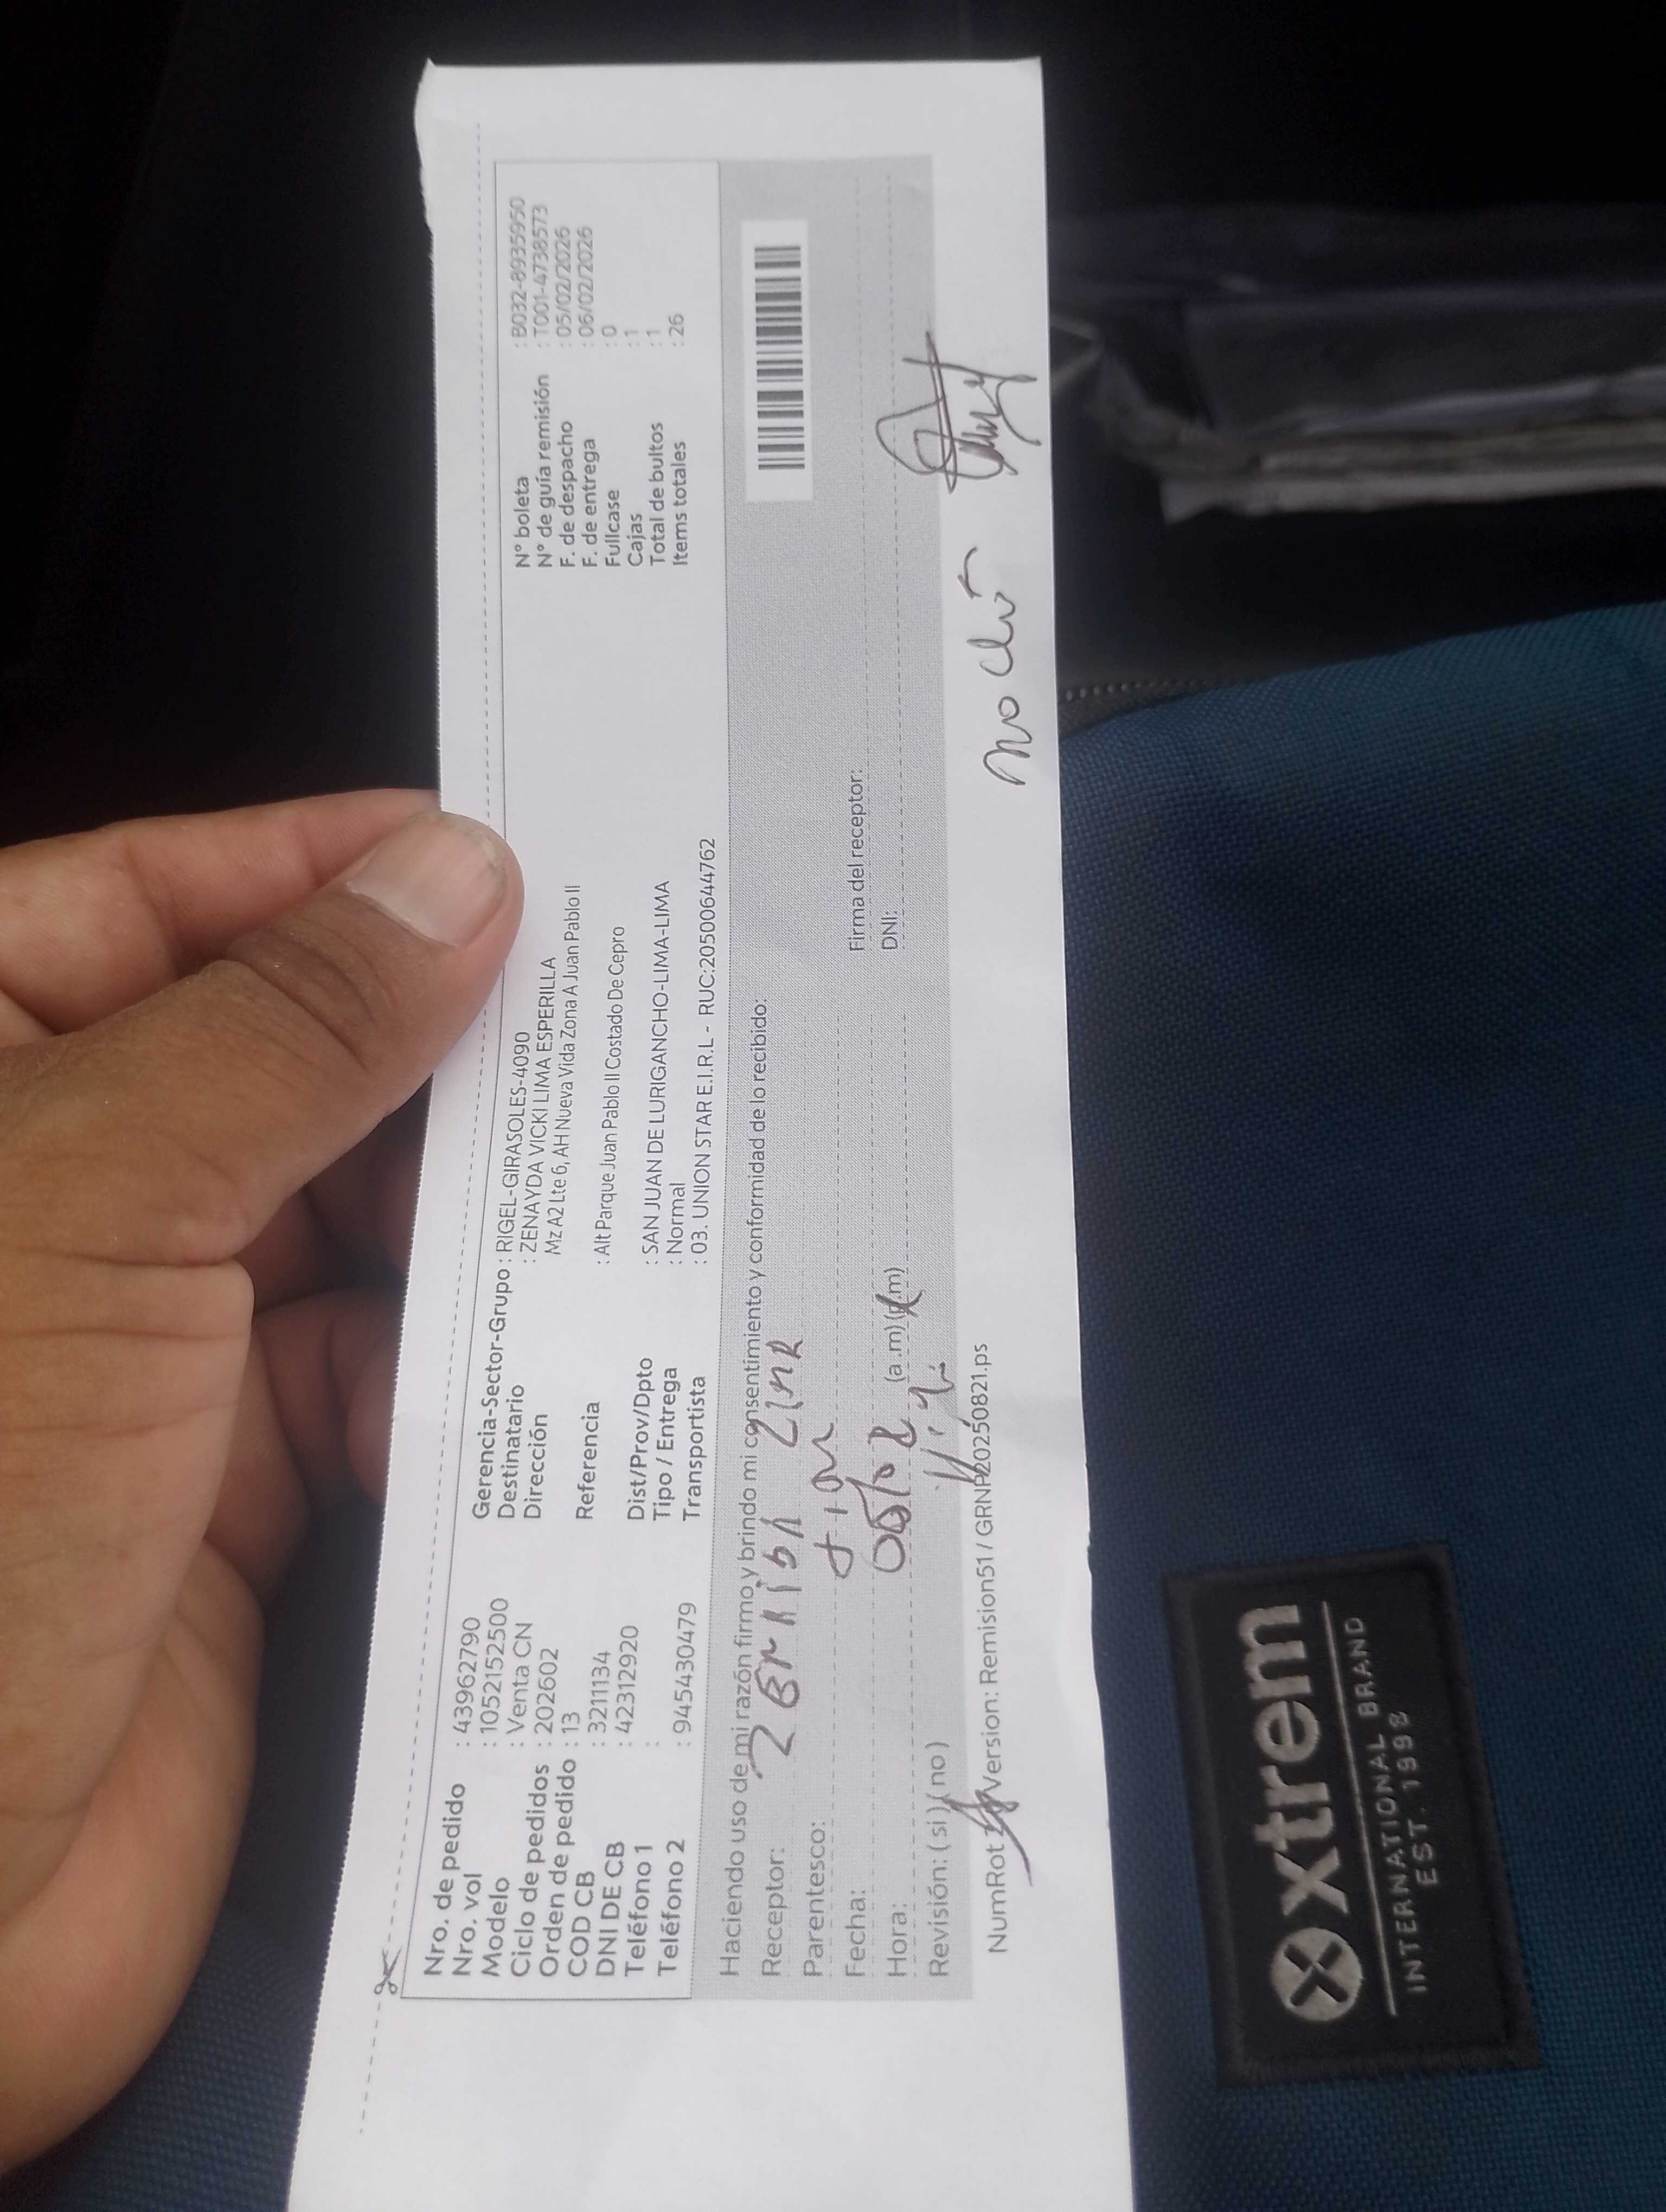 Nro. de pedido : 43962790
Nro. vol : 1052152500
Modelo : Venta CN
Ciclo de pedidos : 202602
Orden de pedido : 13
COD CB : 3211134
DNI DE CB : 42312920
Teléfono 1 :
Teléfono 2 : 945430479
Gerencia-Sector-Grupo : RIGEL-GIRASOLES-4090
Destinatario : ZENAYDA VICKI LIMA ESPERILLA
Dirección Mz A2 Lte 6, AH Nueva Vida Zona A Juan Pablo II
Referencia : Alt Parque Juan Pablo II Costado De Cepro
Dist/Prov/Dpto : SAN JUAN DE LURIGANCHO-LIMA-LIMA
Tipo / Entrega : Normal
Transportista : 03. UNION STAR E.I.R.L - RUC:20500644762
N° boleta : B032-8935950
N° de guía remisión : T001-4738573
F. de despacho : 05/02/2026
F. de entrega : 06/02/2026
Fullcase : 0
Cajas : 1
Total de bultos : 1
Items totales : 26
Haciendo uso de mi razón firmo y brindo mi consentimiento y conformidad de lo recibido:
Receptor:
Parentesco:
Fecha:
Hora: (a .m) (p.m)
Revisión: ( si ) ( no )
Firma del receptor:
DNI:
NumRot Version: Remision51 / GRNP20250821.ps
xtrem
INTERNATIONAL BRAND
EST. 1998